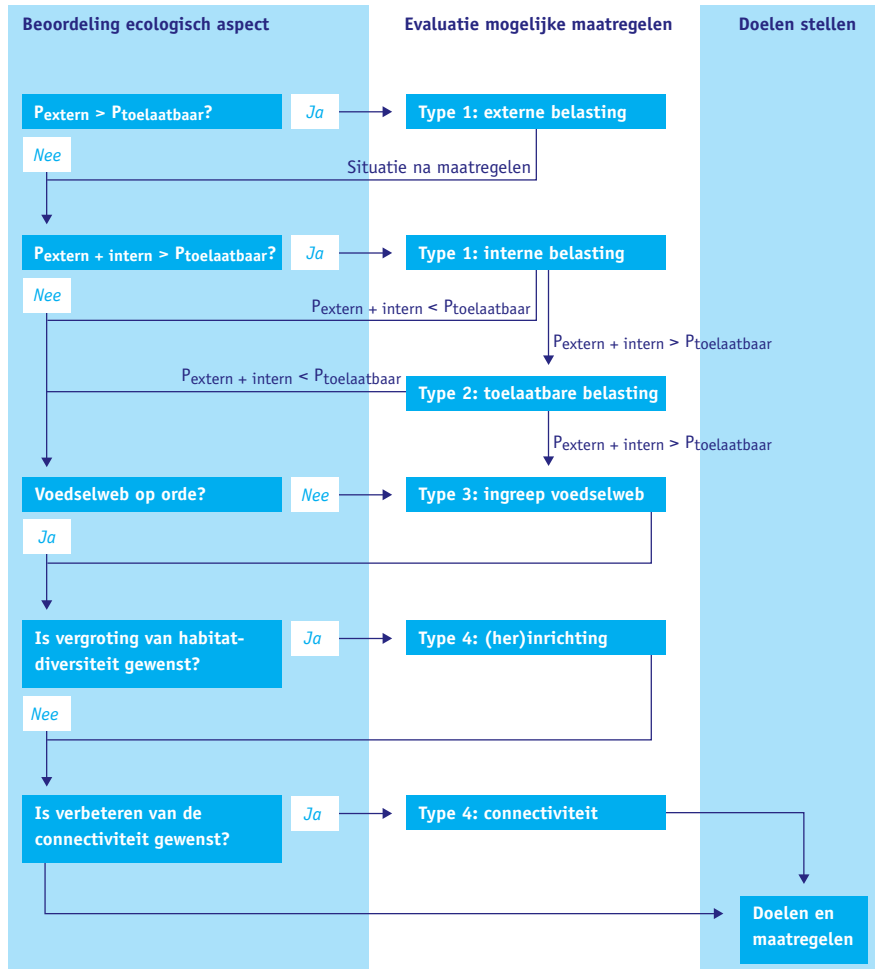 Beoordeling ecologisch aspect
Evaluatie mogelijke maatregelen
Doelen stellen
Pextern > Ptoelaatbaar?
Ja
Type 1: externe belasting
Nee
Situatie na maatregelen
Pextern + intern > Ptoelaatbaar?
Ja
Type 1: interne belasting
Nee
Pextern + intern < Ptoelaatbaar
Pextern + intern > Ptoelaatbaar
Pextern + intern < Ptoelaatbaar
Type 2: toelaatbare belasting
Pextern + intern > Ptoelaatbaar
Voedselweb op orde?
Nee
Type 3: ingreep voedselweb
Ja
Is vergroting van habitat-
diversiteit gewenst?
Ja
Type 4: (her)inrichting
Nee
Is verbeteren van de
connectiviteit gewenst?
Ja
Type 4: connectiviteit
Doelen en
maatregelen